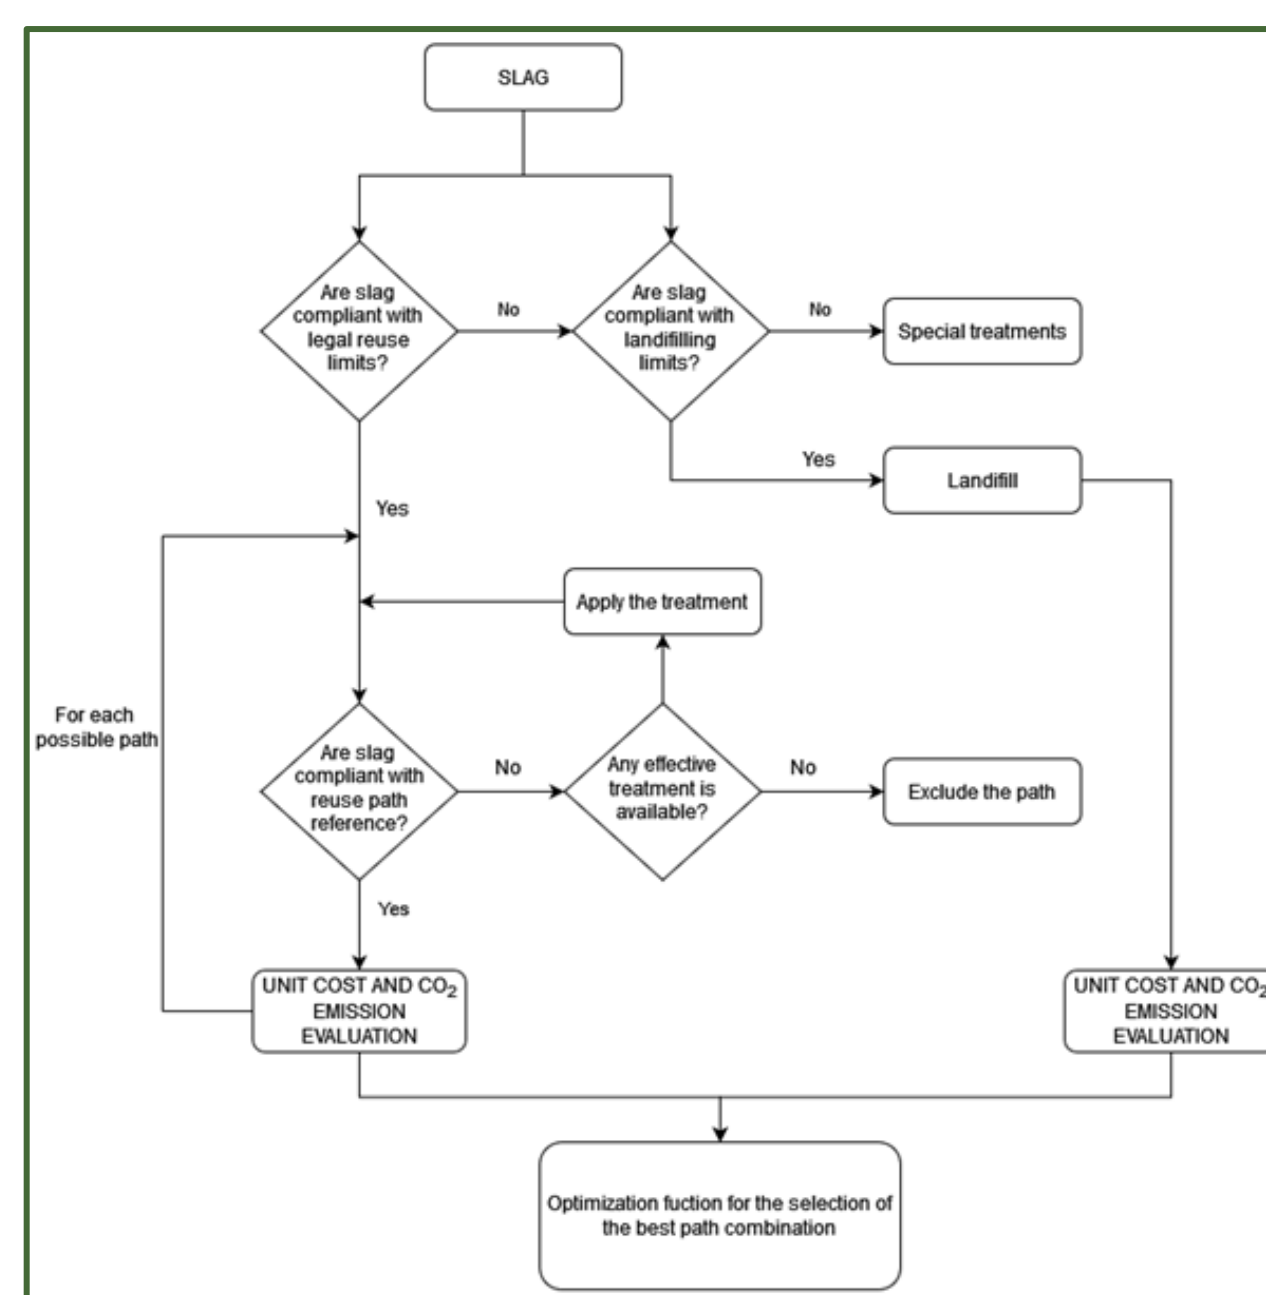 SLAG
Are slag
compliant with
legal reuse
limits?
No
Are slag
compliant with
landifilling
limits?
No
Special treatments
Yes
Landifill
Yes
Apply the treatment
For each
possible path
Are slag
compliant with
reuse path
reference?
No
Any effective
treatment is
available?
No
Exclude the path
Yes
UNIT COST AND CO₂
EMISSION
EVALUATION
UNIT COST AND CO₂
EMISSION
EVALUATION
Optimization fuction for the selection of
the best path combination